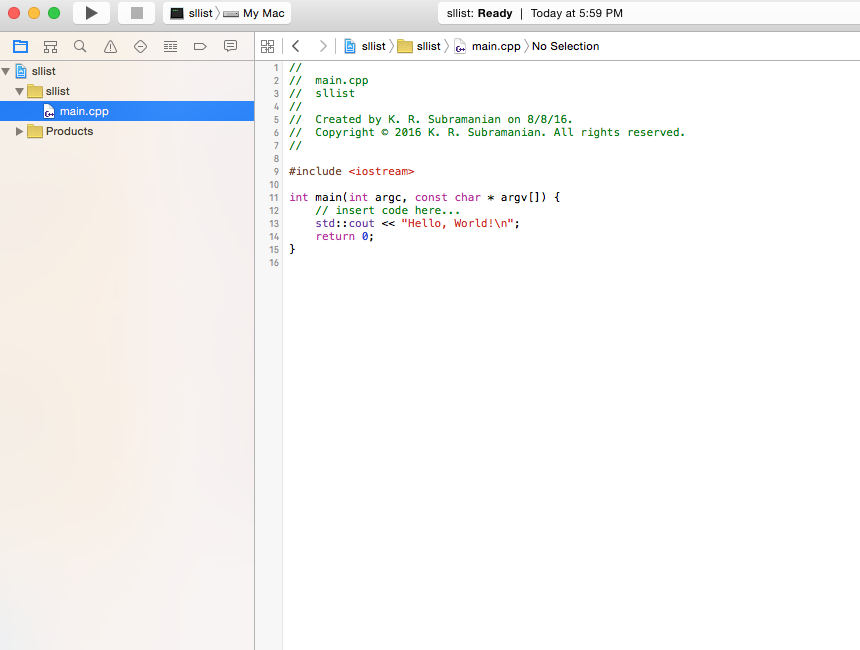 sllist 〉 My Mac
sllist: Ready | Today at 5:59 PM
sllist 〉 sllist 〉 main.cpp 〉 No Selection
sllist
sllist
main.cpp
Products
1 //
2 //  main.cpp
3 //  sllist
4 //
5 //  Created by K. R. Subramanian on 8/8/16.
6 //  Copyright © 2016 K. R. Subramanian. All rights reserved.
7 //
8
9 #include <iostream>
10
11 int main(int argc, const char * argv[]) {
12     // insert code here...
13     std::cout << "Hello, World!\n";
14     return 0;
15 }
16